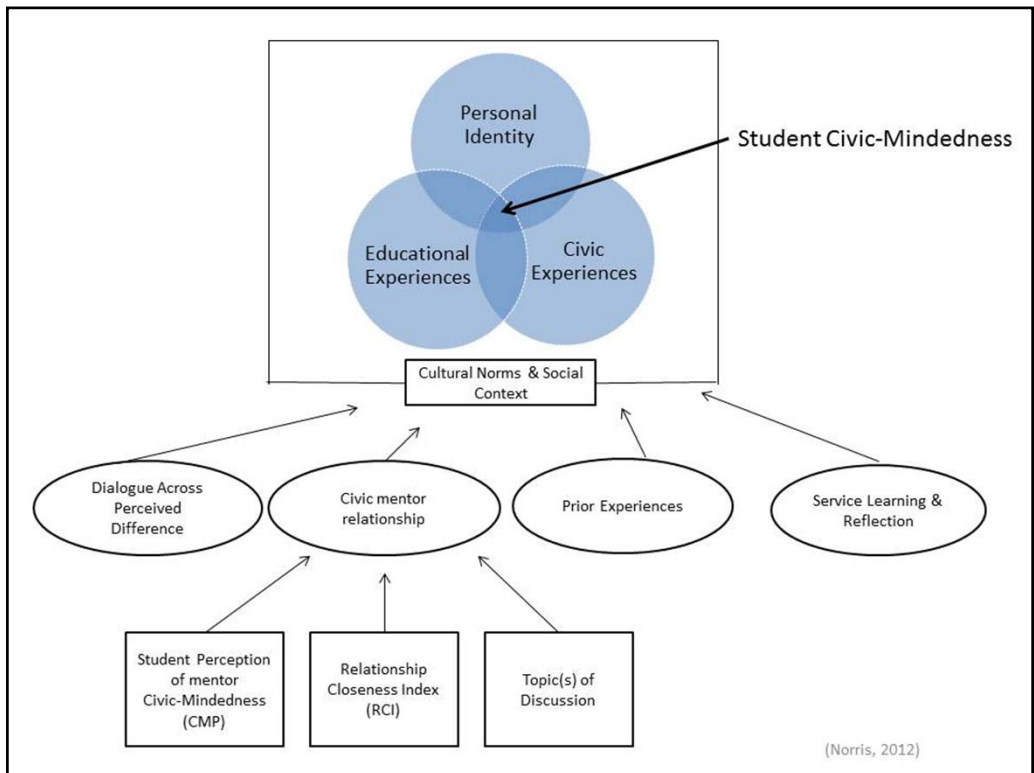 Personal
Identity
Student Civic-Mindedness
Educational
Experiences
Civic
Experiences
Cultural Norms & Social
Context
Dialogue Across
Perceived
Difference
Civic mentor
relationship
Prior Experiences
Service Learning &
Reflection
Student Perception
of mentor
Civic-Mindedness
(CMP)
Relationship
Closeness Index
(RCI)
Topic(s) of
Discussion
(Norris, 2012)